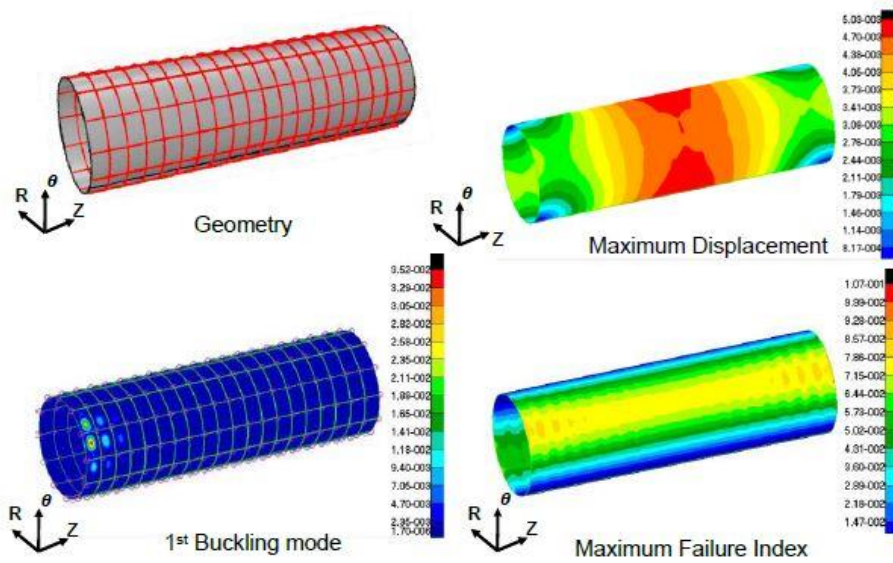 θ
R
Z
Geometry
5.03-003
4.70-003
4.38-003
4.05-003
3.73-003
3.41-003
3.08-003
2.76-003
2.44-003
2.11-003
1.79-003
1.46-003
1.14-003
8.17-004
θ
R
Z
Maximum Displacement
3.52-002
3.29-002
3.05-002
2.82-002
2.58-002
2.35-002
2.11-002
1.88-002
1.65-002
1.41-002
1.18-002
9.40-003
7.05-003
4.70-003
2.35-003
1.70-006
θ
R
Z
1st Buckling mode
1.07-001
9.99-002
9.28-002
8.57-002
7.86-002
7.15-002
6.44-002
5.73-002
5.02-002
4.31-002
3.60-002
2.89-002
2.18-002
1.47-002
θ
R
Z
Maximum Failure Index